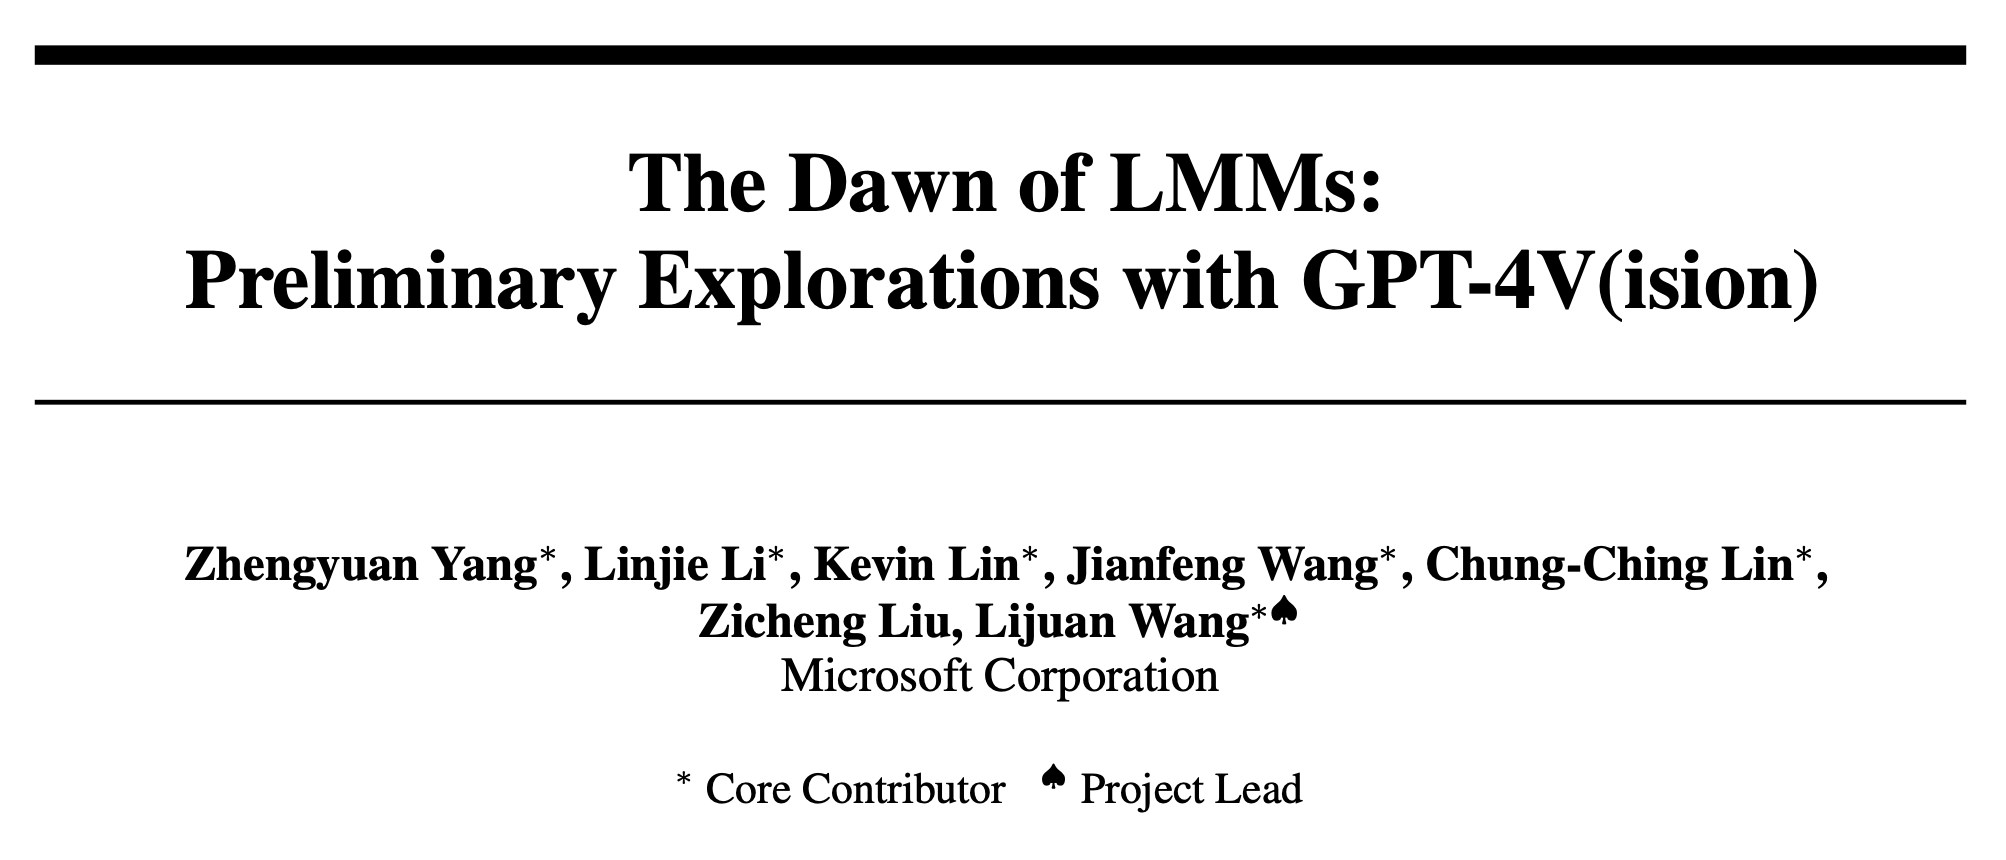 The Dawn of LMMs:
Preliminary Explorations with GPT-4V(ision)
Zhengyuan Yang*, Linjie Li*, Kevin Lin*, Jianfeng Wang*, Chung-Ching Lin*,
Zicheng Liu, Lijuan Wang*♠
Microsoft Corporation
* Core Contributor ♠ Project Lead